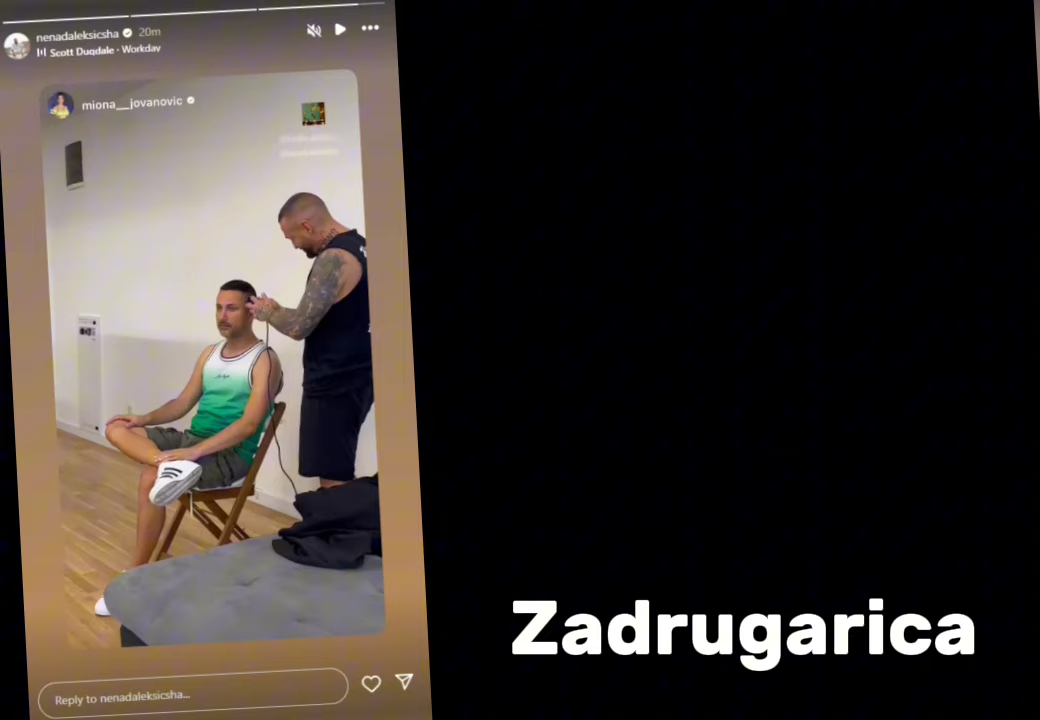 nenadaleksicsha 20m
Scott Dugdale · Workday
miona__jovanovic
Zadrugarica
Reply to nenadaleksicsha...